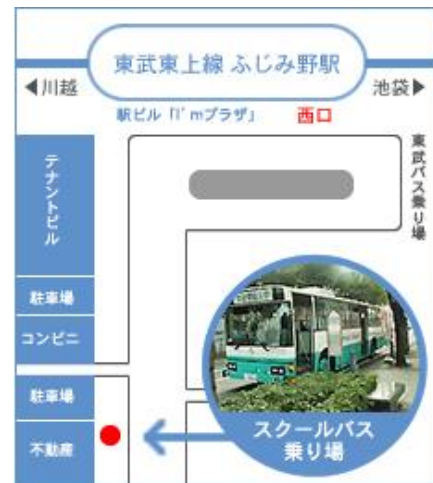 東武東上線 ふじみ野駅
◀川越
池袋▶
駅ビル「I'mプラザ」
西口
東武バス乗り場
テナントビル
駐車場
コンビニ
駐車場
不動産
スクールバス
乗り場